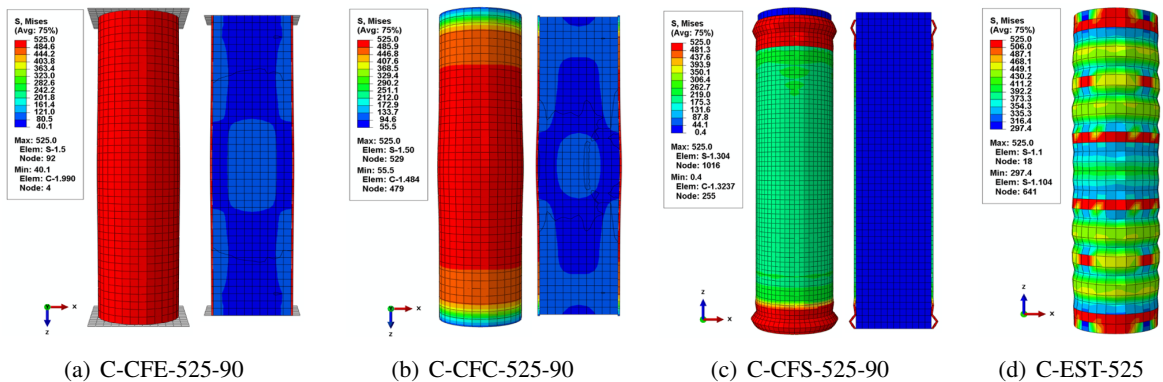 S, Mises
(Avg: 75%)
525.0
484.6
444.2
403.8
363.4
323.0
282.6
242.2
201.8
161.4
121.0
80.5
40.1
Max: 525.0
Elem: S-1.5
Node: 92
Min: 40.1
Elem: C-1.990
Node: 4
Y
X
Z
(a) C-CFE-525-90
S, Mises
(Avg: 75%)
525.0
485.9
446.8
407.6
368.5
329.4
290.2
251.1
212.0
172.9
133.7
94.6
55.5
Max: 525.0
Elem: S-1.50
Node: 529
Min: 55.5
Elem: C-1.484
Node: 479
X
Z
(b) C-CFC-525-90
S, Mises
(Avg: 75%)
525.0
481.3
437.6
393.9
350.1
306.4
262.7
219.0
175.3
131.6
87.8
44.1
0.4
Max: 525.0
Elem: S-1.304
Node: 1016
Min: 0.4
Elem: C-1.3237
Node: 255
Z
X
(c) C-CFS-525-90
S, Mises
(Avg: 75%)
525.0
506.0
487.1
468.1
449.1
430.2
411.2
392.2
373.3
354.3
335.3
316.4
297.4
Max: 525.0
Elem: S-1.1
Node: 18
Min: 297.4
Elem: S-1.104
Node: 641
Z
X
(d) C-EST-525